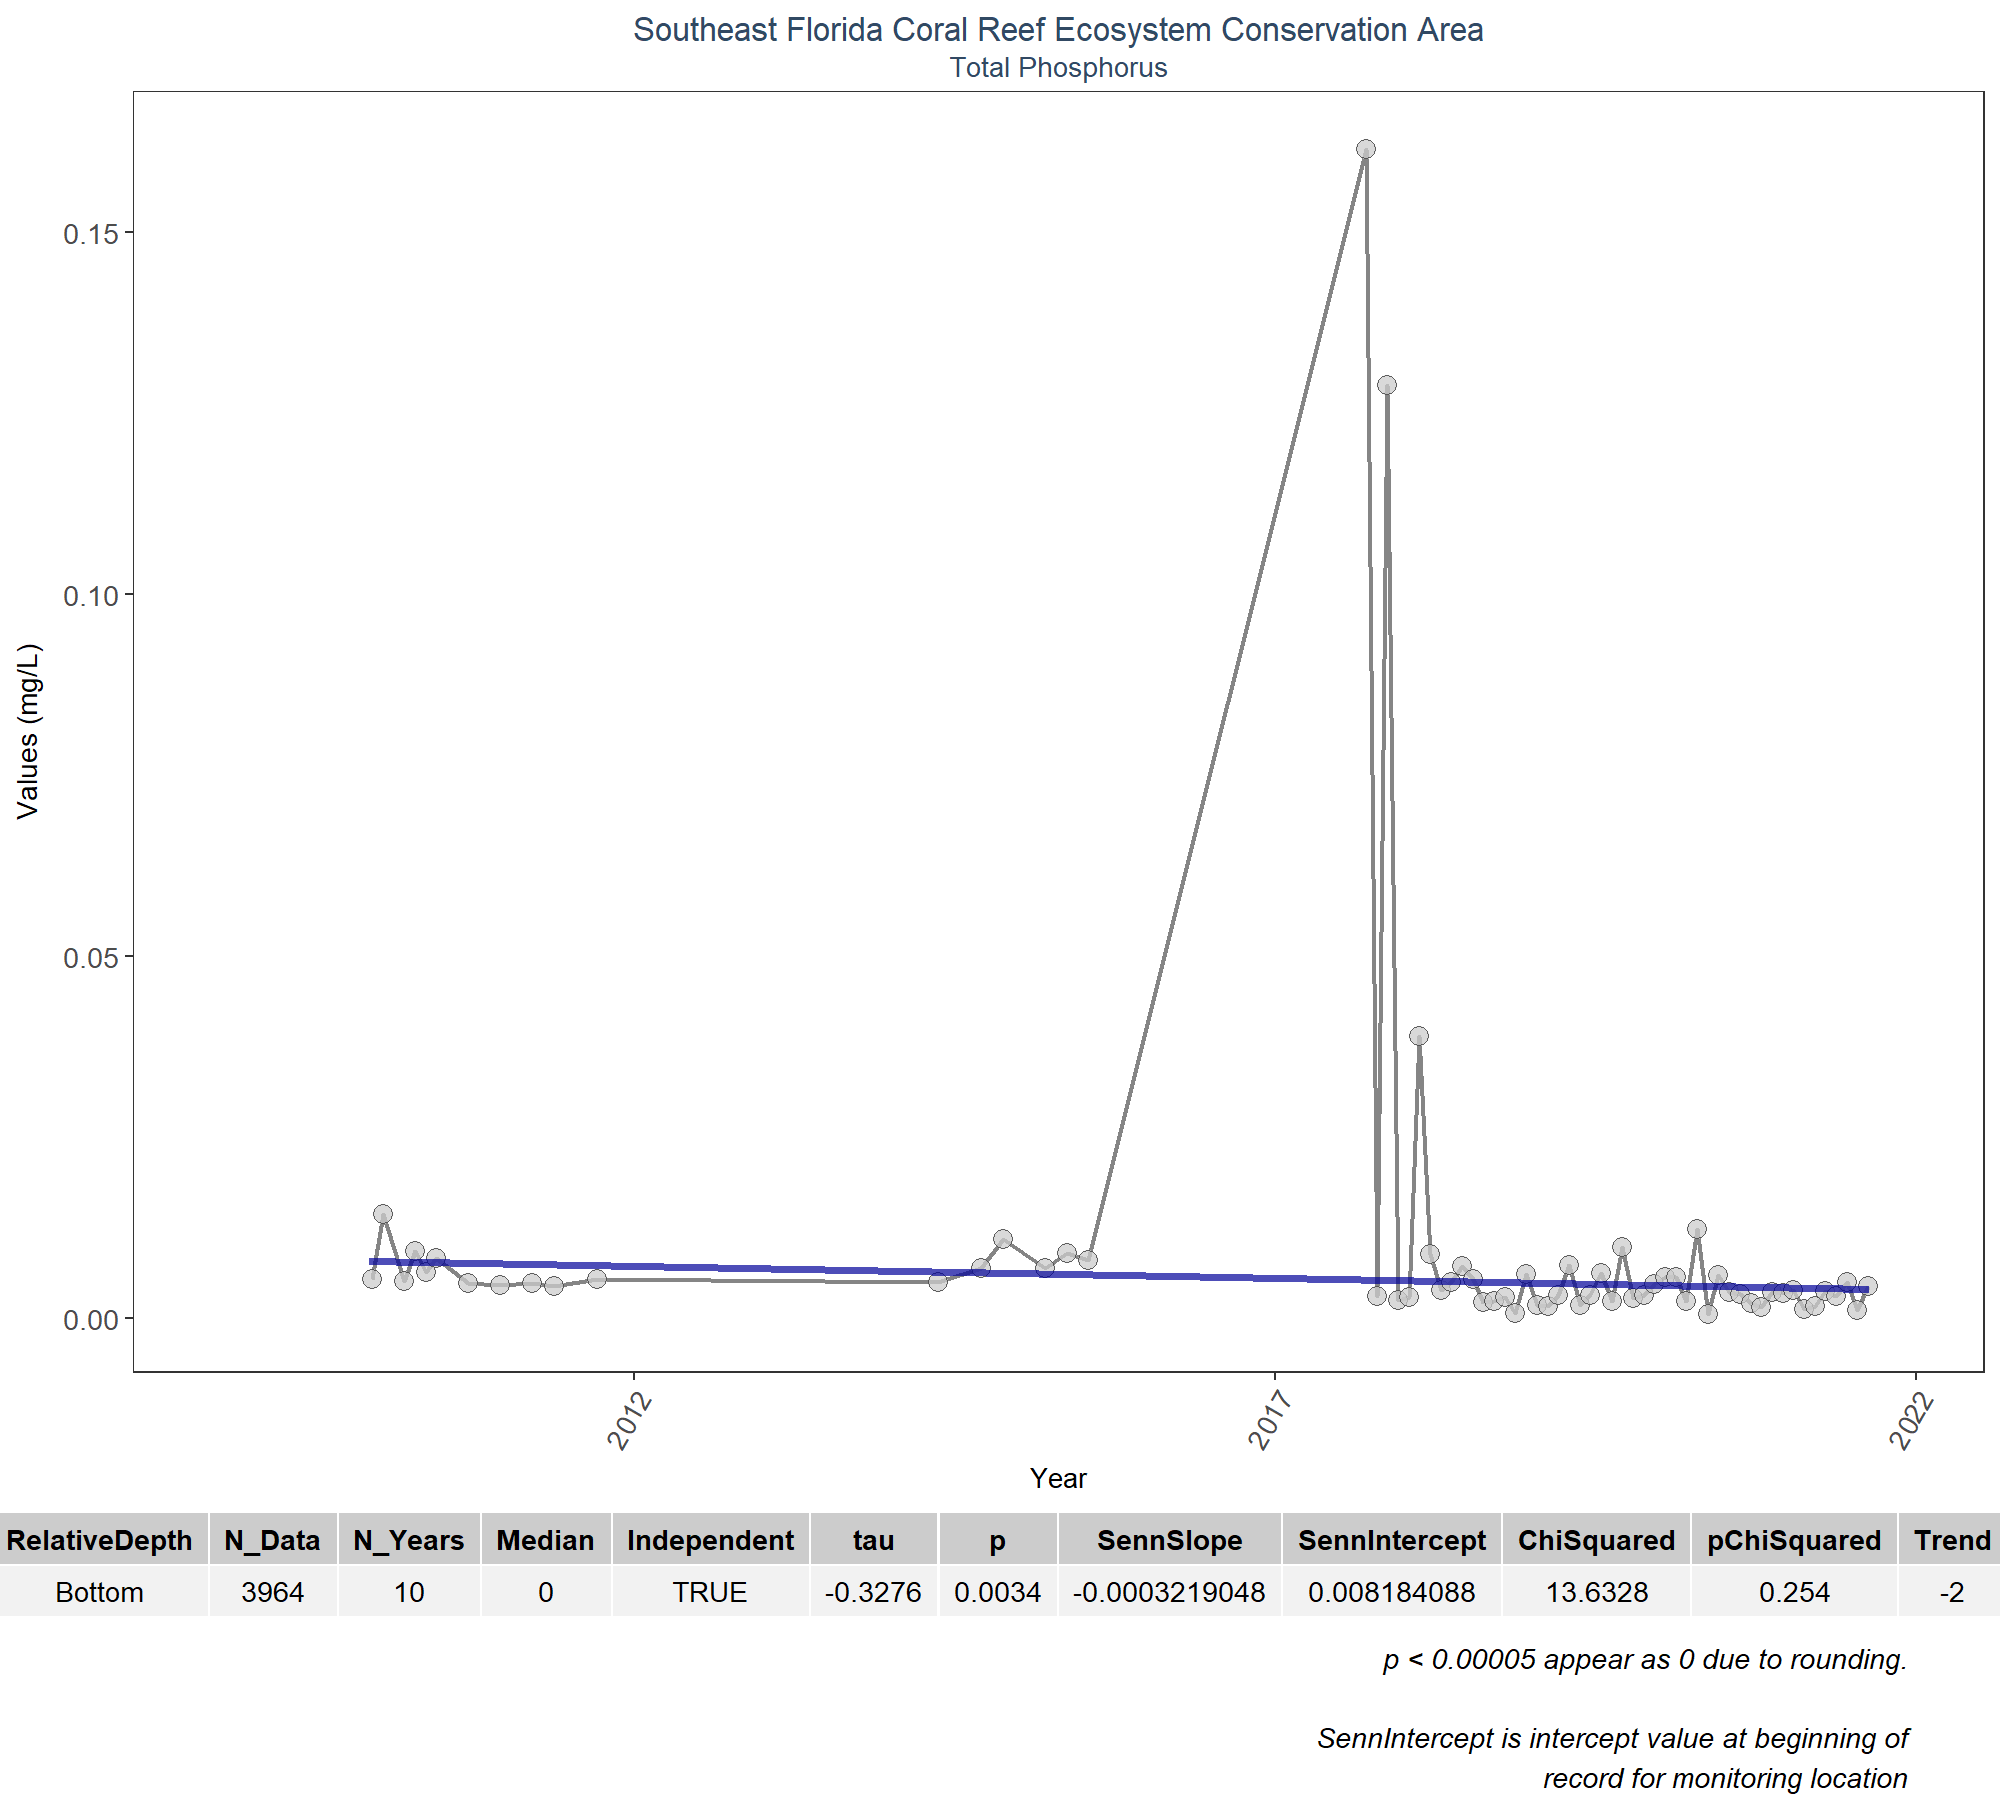 Southeast Florida Coral Reef Ecosystem Conservation Area
Total Phosphorus
0.15
0.10
0.05
0.00
Values (mg/L)
2012
2017
2022
Year
RelativeDepth N_Data N_Years Median Independent tau p SennSlope SennIntercept ChiSquared pChiSquared Trend
Bottom 3964 10 0 TRUE -0.3276 0.0034 -0.0003219048 0.008184088 13.6328 0.254 -2
p < 0.00005 appear as 0 due to rounding.
SennIntercept is intercept value at beginning of
record for monitoring location